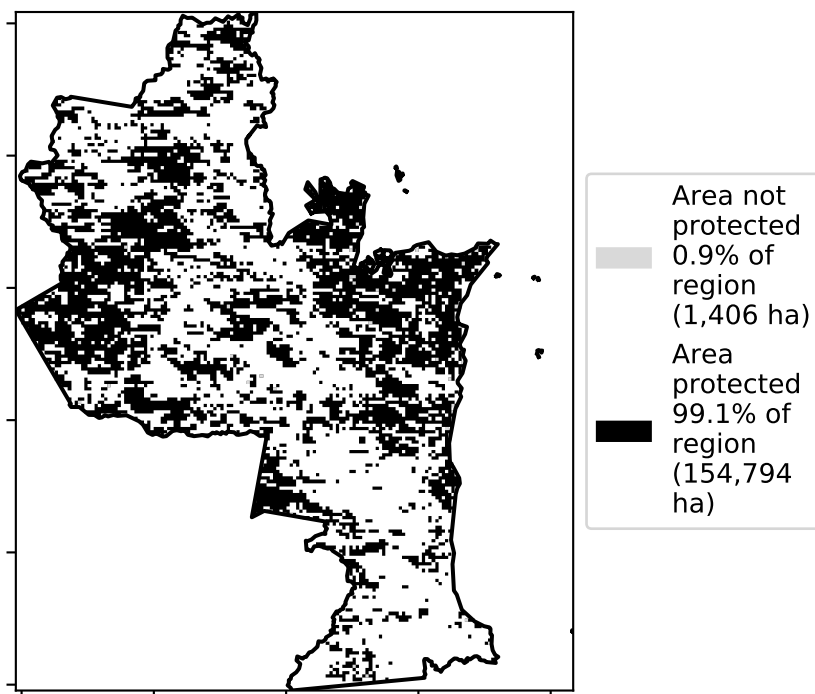 Area not
protected
0.9% of
region
(1,406 ha)
Area
protected
99.1% of
region
(154,794
ha)